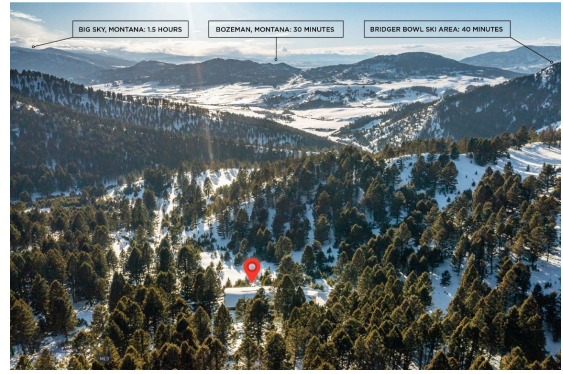 BIG SKY, MONTANA: 1.5 HOURS
BOZEMAN, MONTANA: 30 MINUTES
BRIDGER BOWL SKI AREA: 40 MINUTES